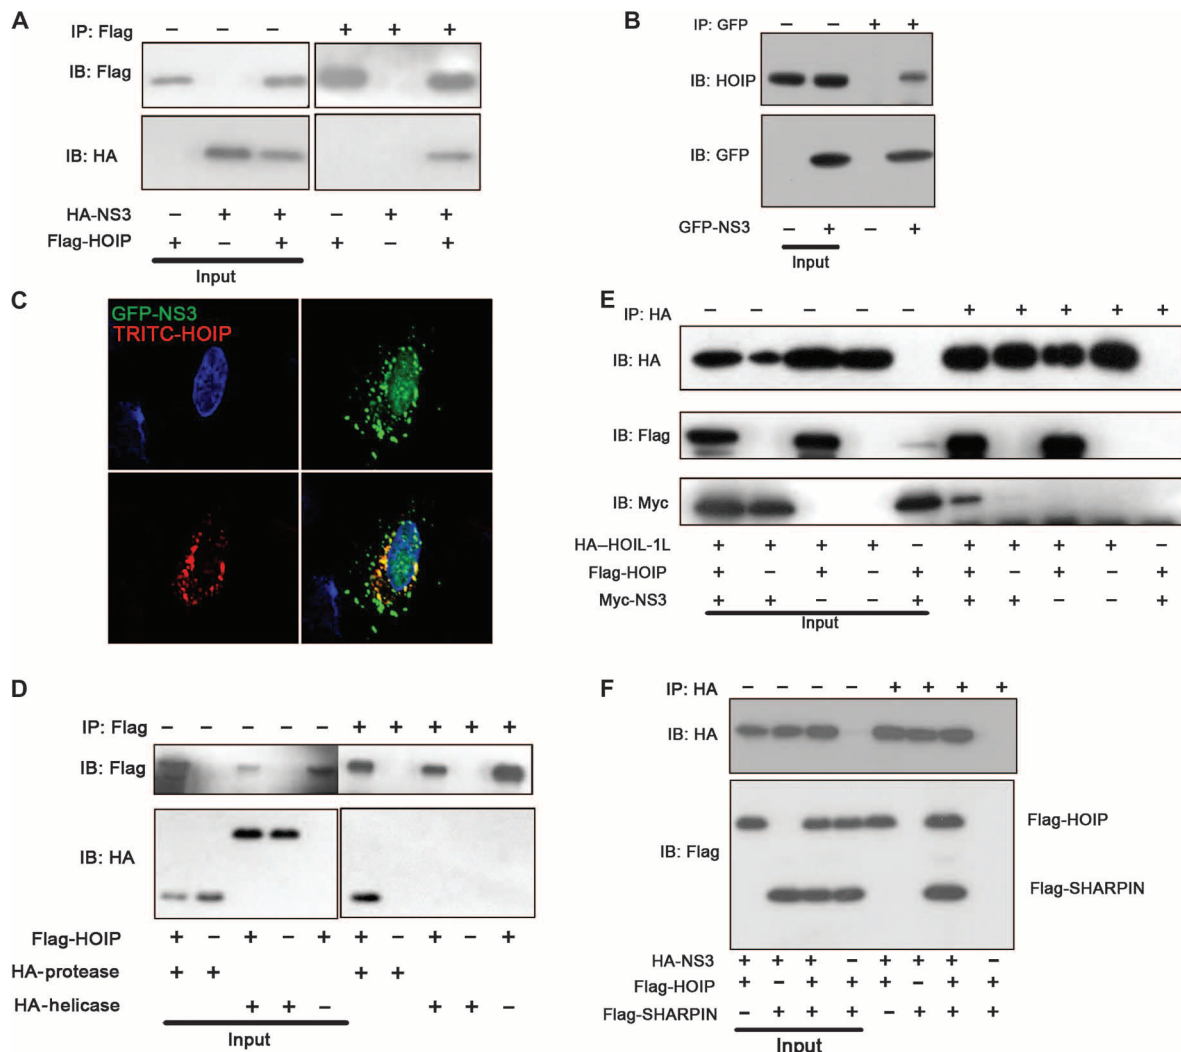 A
IP: Flag − − − + + +
IB: Flag
IB: HA
HA-NS3 − + + − + +
Flag-HOIP + − + + − +
Input
B
IP: GFP − − + +
IB: HOIP
IB: GFP
GFP-NS3 − + − +
Input
C
GFP-NS3
TRITC-HOIP
E
IP: HA − − − − − + + + + +
IB: HA
IB: Flag
IB: Myc
HA–HOIL-1L + + + + − + + + + −
Flag-HOIP + − + − + + − + − +
Myc-NS3 + + − − + + + − − +
Input
D
IP: Flag − − − − − + + + + +
IB: Flag
IB: HA
Flag-HOIP + − + − + + − + − +
HA-protease + + + +
HA-helicase + + − + + −
Input
F
IP: HA − − − − + + + +
IB: HA
IB: Flag
Flag-HOIP
Flag-SHARPIN
HA-NS3 + + + − + + + −
Flag-HOIP + − + + + − + +
Flag-SHARPIN − + + + − + + +
Input